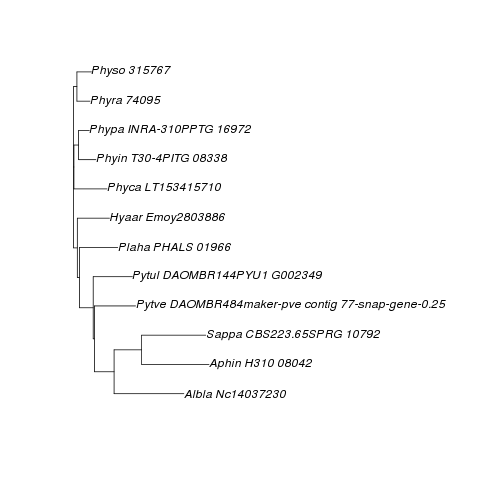 Physo 315767
Phyra 74095
Phypa INRA-310PPTG 16972
Phyin T30-4PITG 08338
Phyca LT153415710
Hyaar Emoy2803886
Plaha PHALS 01966
Pytul DAOMBR144PYU1 G002349
Pytve DAOMBR484maker-pve contig 77-snap-gene-0.25
Sappa CBS223.65SPRG 10792
Aphin H310 08042
Albla Nc14037230